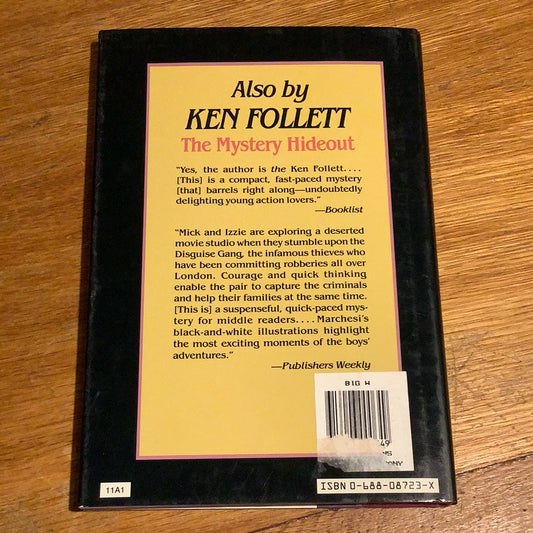 Also by
KEN FOLLETT
The Mystery Hideout
"Yes, the author is the Ken Follett....
[This] is a compact, fast-paced mystery
[that] barrels right along—undoubtedly
delighting young action lovers."
—Booklist
"Mick and Izzie are exploring a deserted
movie studio when they stumble upon the
Disguise Gang, the infamous thieves who
have been committing robberies all over
London. Courage and quick thinking
enable the pair to capture the criminals
and help their families at the same time.
[This is] a suspenseful, quick-paced mys-
tery for middle readers.... Marchesi's
black-and-white illustrations highlight
the most exciting moments of the boys'
adventures."
—Publishers Weekly
BIG W
49
11A1
ISBN 0-688-08723-X